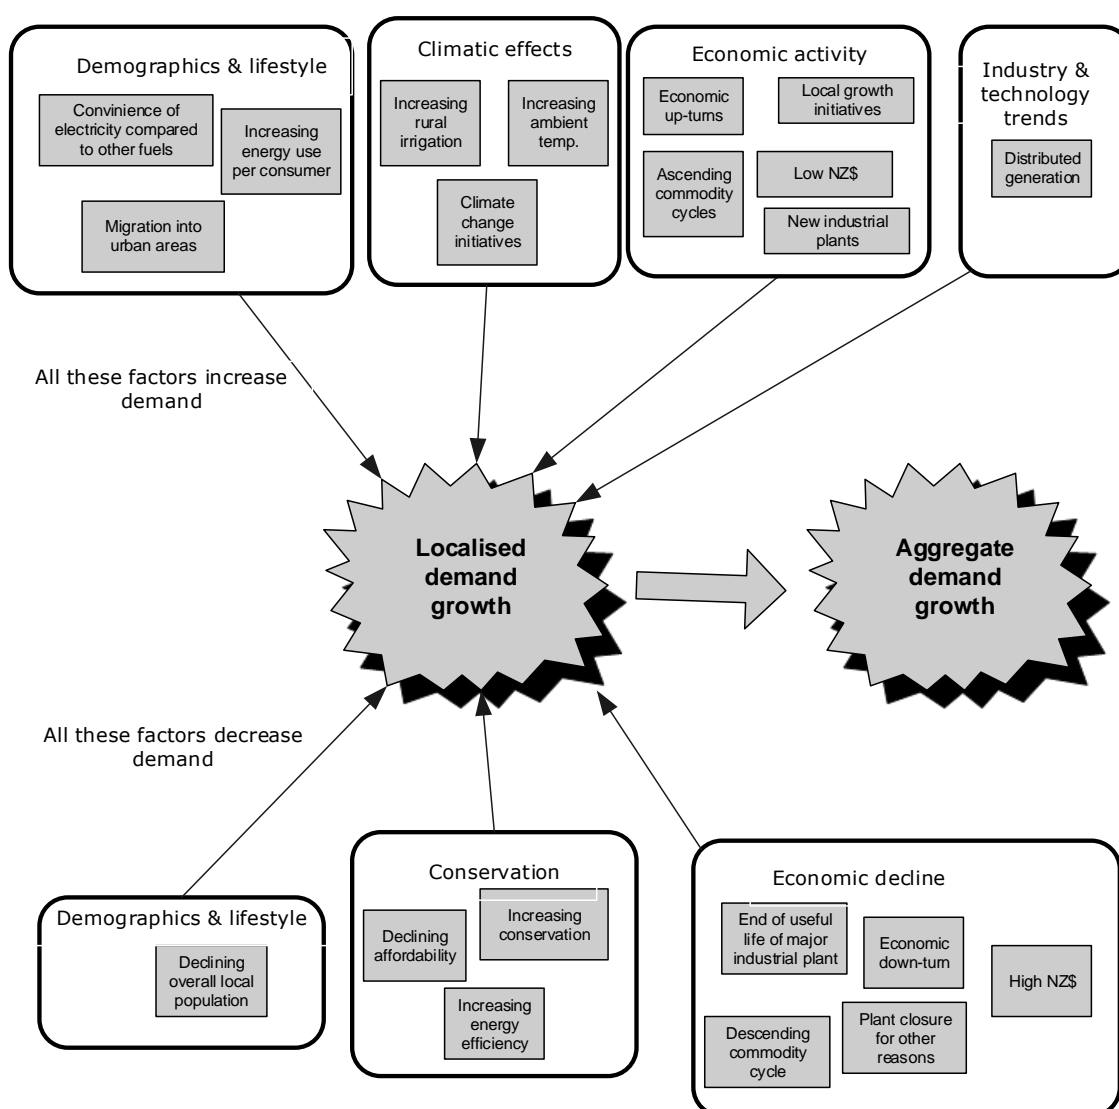 Demographics & lifestyle
Convinience of
electricity compared
to other fuels
Increasing
energy use
per consumer
Migration into
urban areas
Climatic effects
Increasing
rural
irrigation
Increasing
ambient
temp.
Climate
change
initiatives
Economic activity
Economic
up-turns
Local growth
initiatives
Ascending
commodity
cycles
Low NZ$
New industrial
plants
Industry &
technology
trends
Distributed
generation
All these factors increase
demand
Localised
demand
growth
Aggregate
demand
growth
All these factors decrease
demand
Demographics & lifestyle
Declining
overall local
population
Conservation
Declining
affordability
Increasing
conservation
Increasing
energy
efficiency
Economic decline
End of useful
life of major
industrial plant
Economic
down-turn
High NZ$
Descending
commodity
cycle
Plant closure
for other
reasons